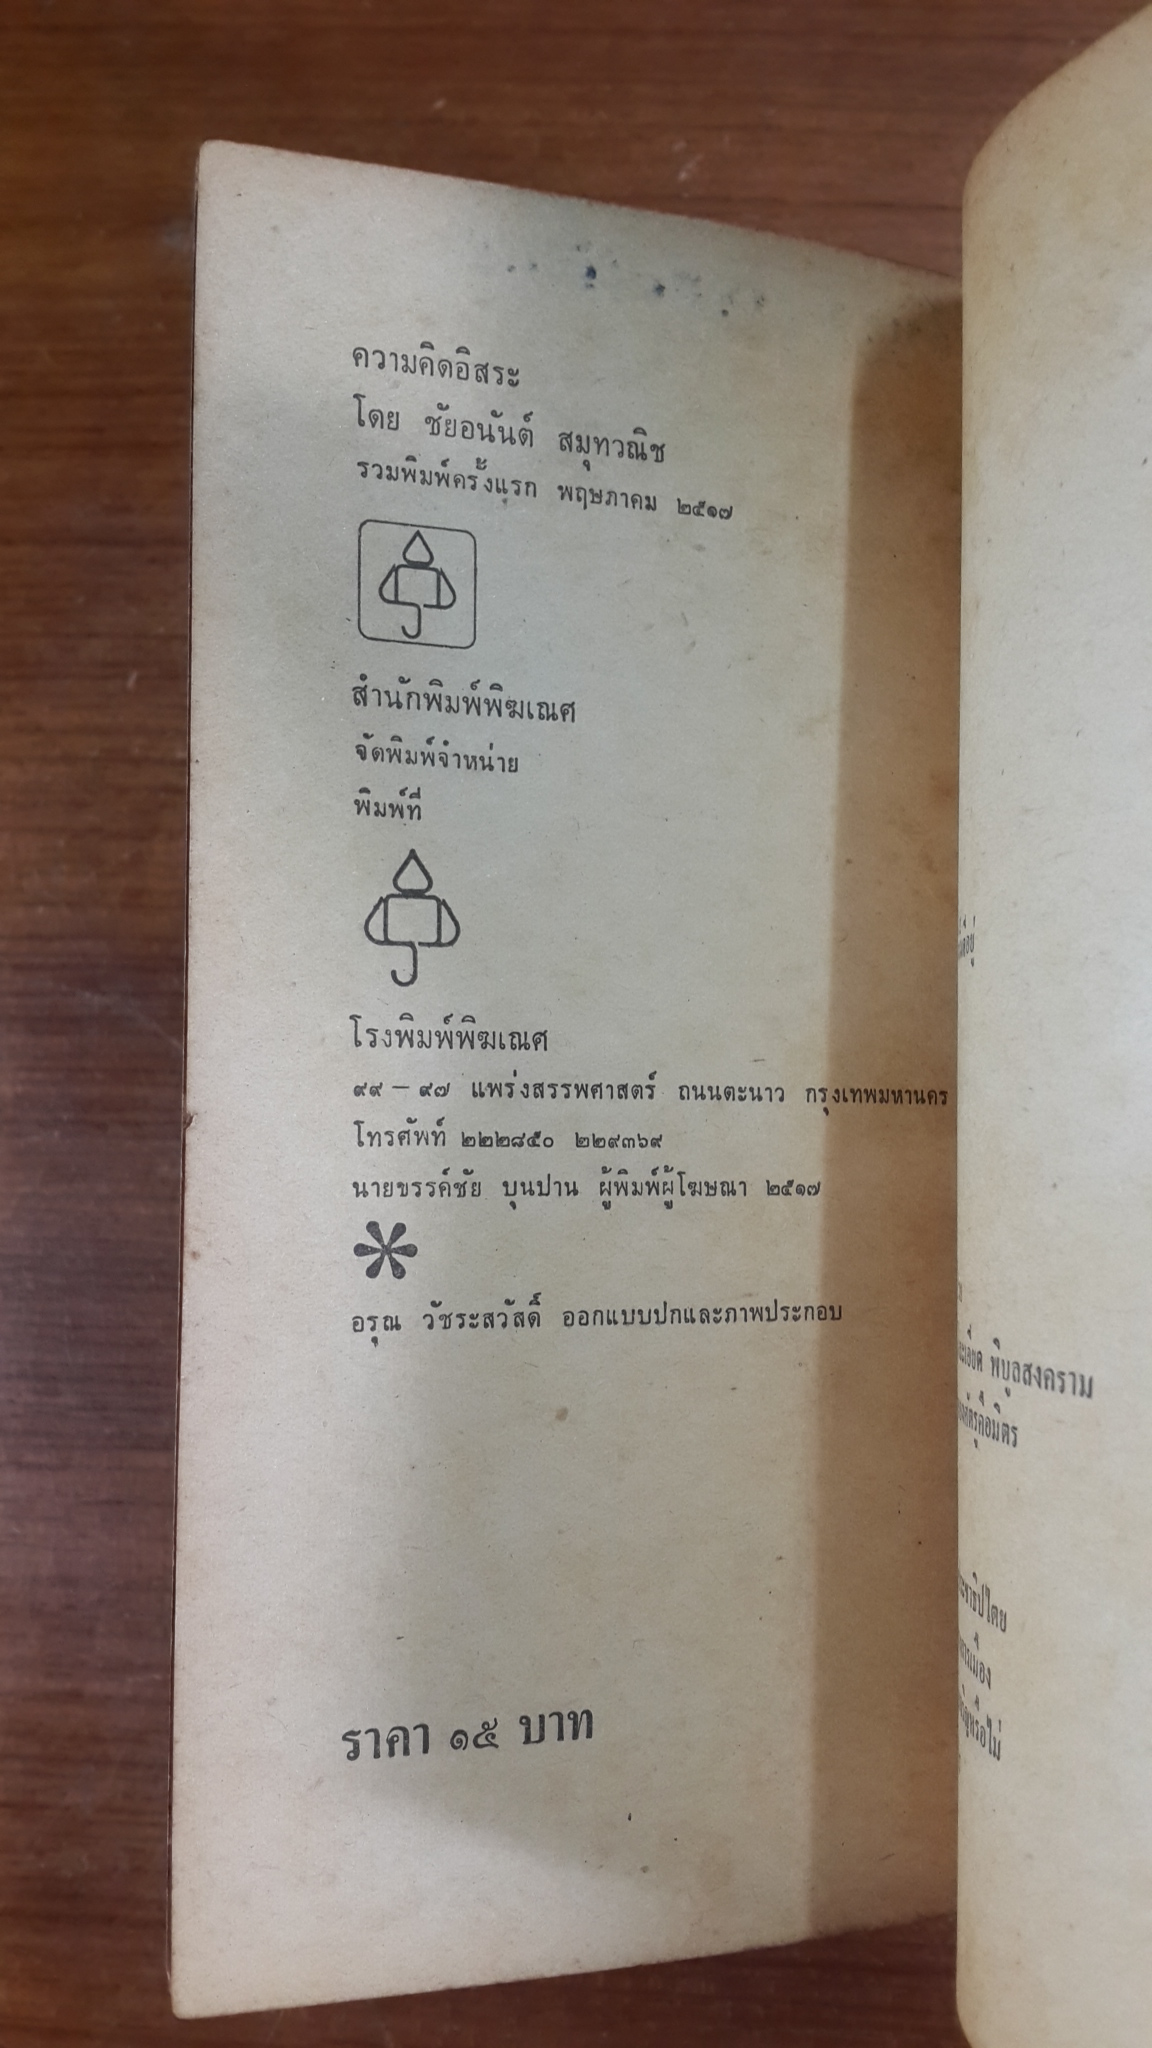 ความคิดอิสระ
โดย ชัยอนันต์ สมุทวณิช
รวมพิมพ์ครั้งแรก พฤษภาคม ๒๕๑๗
สำนักพิมพ์พิฆเณศ
จัดพิมพ์จำหน่าย
พิมพ์ที่
โรงพิมพ์พิฆเณศ
๙๙ – ๙๗ แพร่งสรรพศาสตร์ ถนนตะนาว กรุงเทพมหานคร
โทรศัพท์ ๒๒๒๘๕๐ ๒๒๙๓๖๙
นายขรรค์ชัย บุนปาน ผู้พิมพ์ผู้โฆษณา ๒๕๑๗
อรุณ วัชระสวัสดิ์ ออกแบบปกและภาพประกอบ
ราคา ๑๕ บาท
พิบูลสงคราม